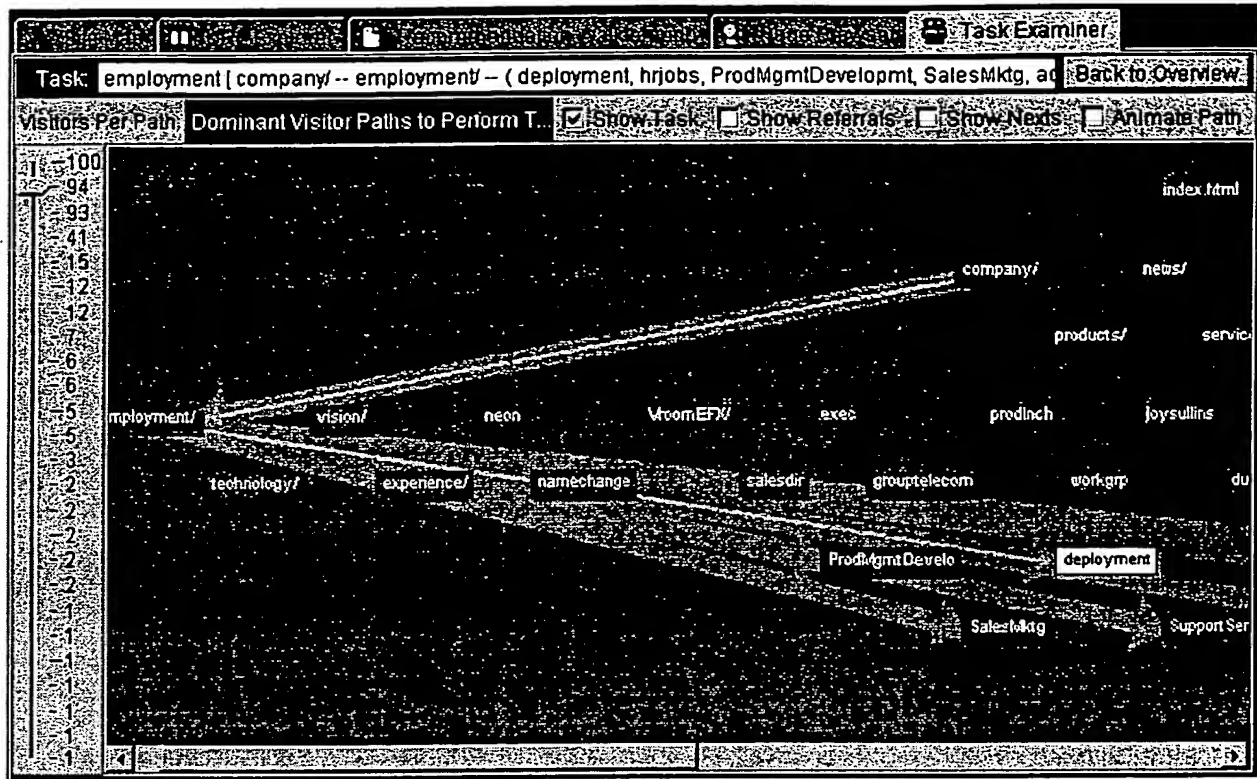 Task Examiner
Task: employment [ company/ -- employment/ -- ( deployment, hrjobs, ProdMgmtDevelopmt, SalesMktg, ad Back to Overview
Visitors Per Path Dominant Visitor Paths to Perform T... Show Task Show Referrals Show Nexts Animate Path
100
94
93
41
15
12
12
7
6
6
5
5
3
2
2
2
2
2
1
1
1
1
1
1
1
index.html
company/ news/
products/ servic
mployment/ vision/ neon VroomEFX/ exec prodlnch joysullins
technology/ experience/ namechange salesdir grouptelecom workgrp du
ProdMgmtDevelo deployment
SalesMktg SupportSer